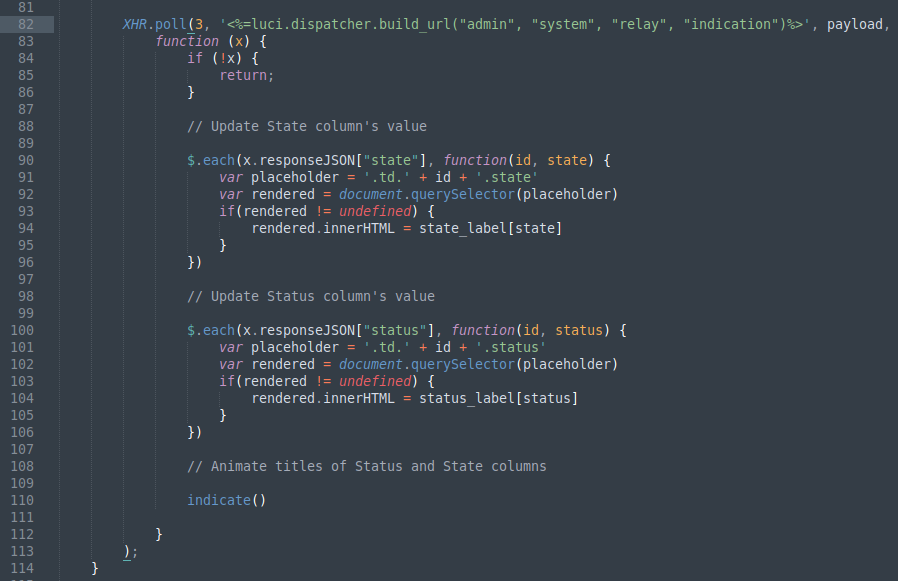 81
82 XHR.poll(3, '<%=luci.dispatcher.build_url("admin", "system", "relay", "indication")%>', payload,
83 function (x) {
84 if (!x) {
85 return;
86 }
87
88 // Update State column's value
89
90 $.each(x.responseJSON["state"], function(id, state) {
91 var placeholder = '.td.' + id + '.state'
92 var rendered = document.querySelector(placeholder)
93 if(rendered != undefined) {
94 rendered.innerHTML = state_label[state]
95 }
96 })
97
98 // Update Status column's value
99
100 $.each(x.responseJSON["status"], function(id, status) {
101 var placeholder = '.td.' + id + '.status'
102 var rendered = document.querySelector(placeholder)
103 if(rendered != undefined) {
104 rendered.innerHTML = status_label[status]
105 }
106 })
107
108 // Animate titles of Status and State columns
109
110 indicate()
111
112 }
113 );
114 }